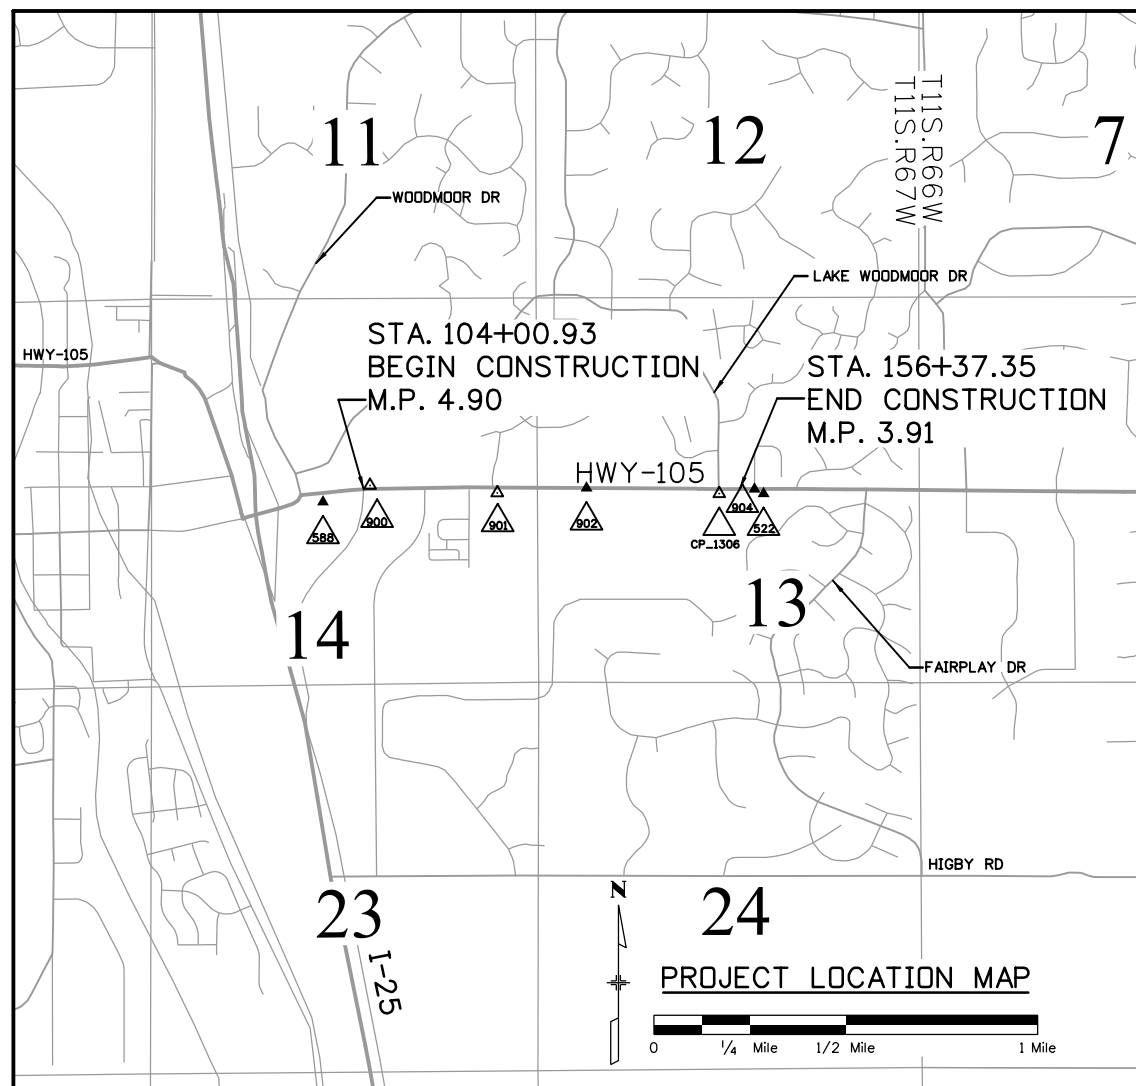 11
12
7
T11S.R66W
T11S.R67W
WOODMOOR DR
LAKE WOODMOOR DR
HWY-105
STA. 104+00.93
BEGIN CONSTRUCTION
M.P. 4.90
STA. 156+37.35
END CONSTRUCTION
M.P. 3.91
HWY-105
588
900
901
902
CP_1306
904
522
14
13
FAIRPLAY DR
HIGBY RD
23
24
I-25
N
PROJECT LOCATION MAP
0 1/4 Mile 1/2 Mile 1 Mile